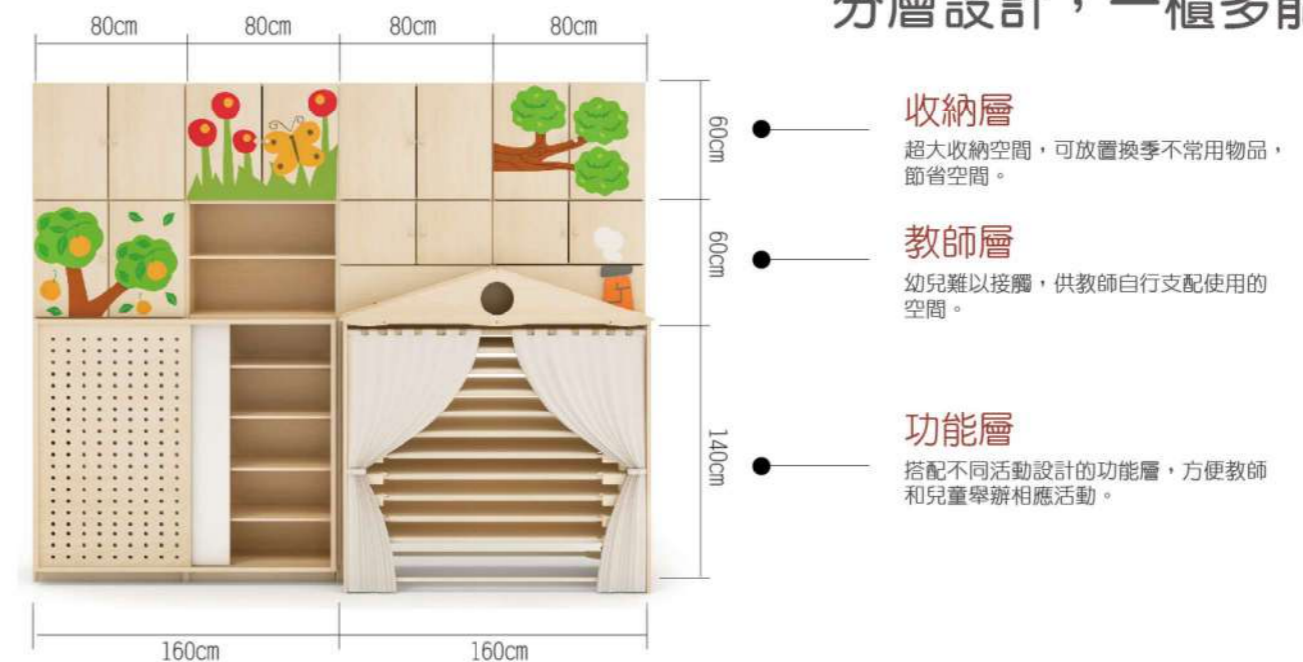 80cm 80cm 80cm 80cm
分層設計,一櫃多
收納層
超大收納空間,可放置換季不常用物品,
節省空間。
60cm
教師層
幼兒難以接觸,供教師自行支配使用的
空間。
60cm
功能層
搭配不同活動設計的功能層,方便教師
和兒童舉辦相應活動。
140cm
160cm 160cm